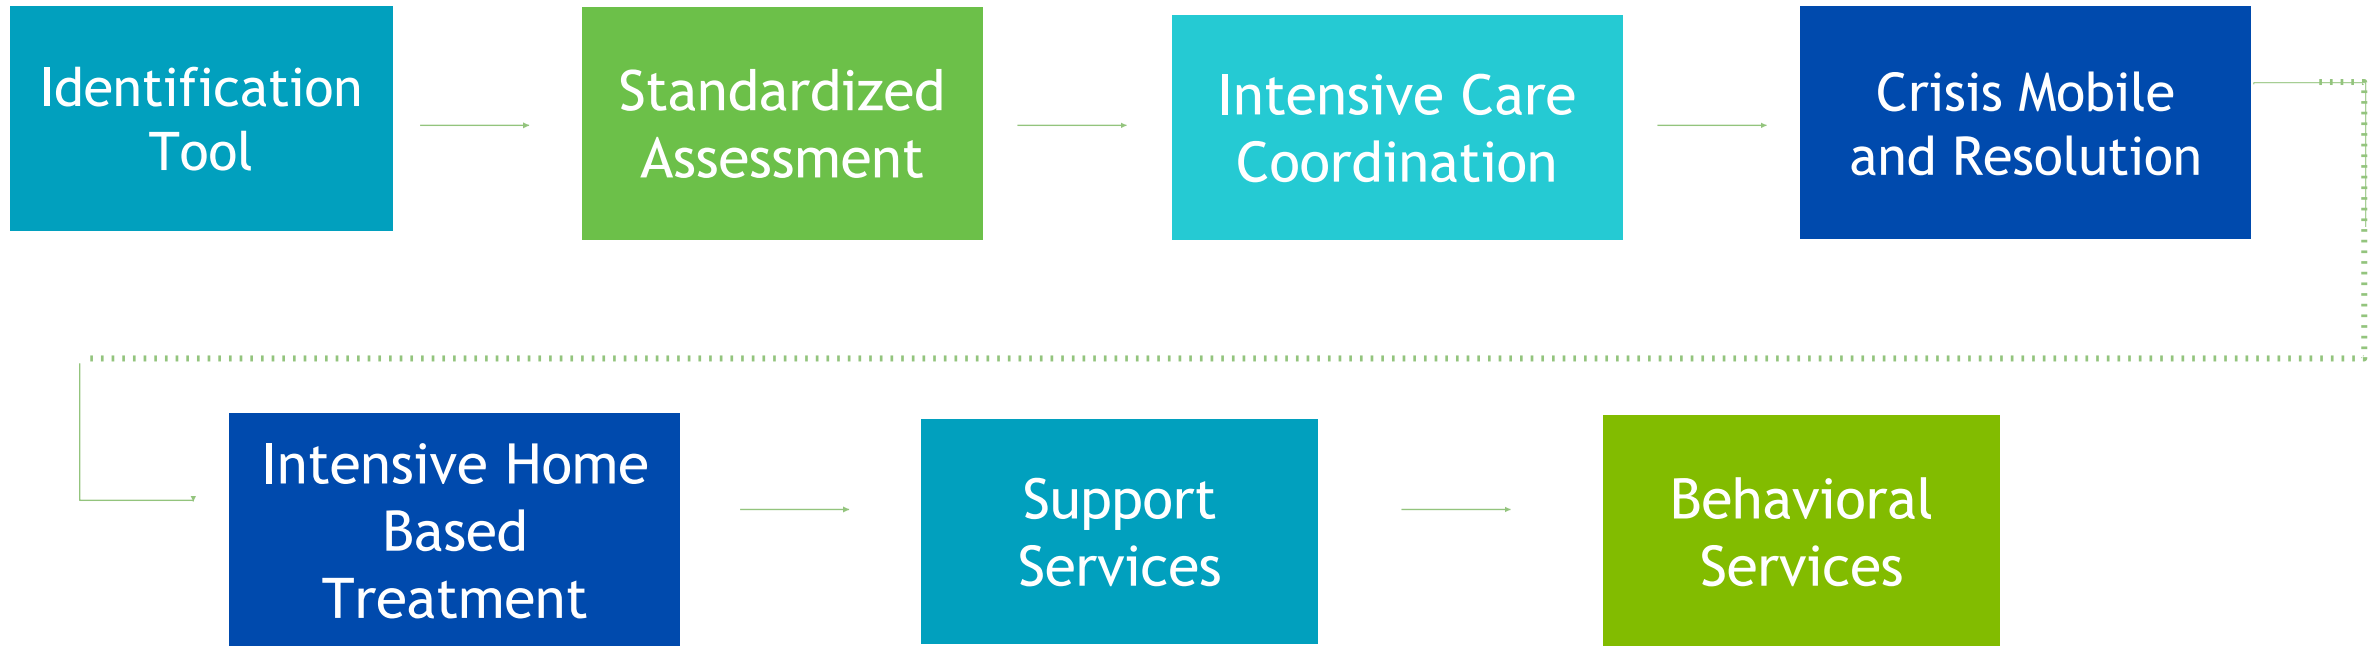 Identification
Tool
Standardized
Assessment
Intensive Care
Coordination
Crisis Mobile
and Resolution
Intensive Home
Based
Treatment
Support
Services
Behavioral
Services